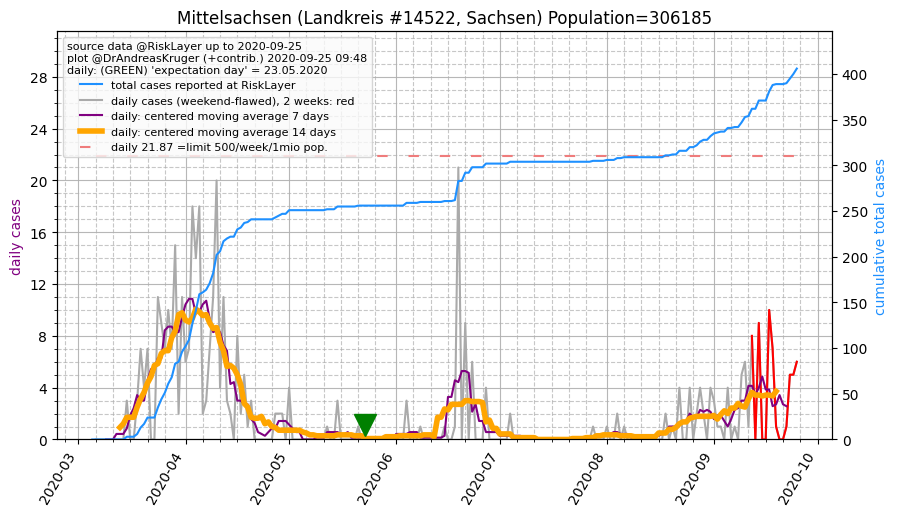 Mittelsachsen (Landkreis #14522, Sachsen) Population=306185
source data @RiskLayer up to 2020-09-25
plot @DrAndreasKruger (+contrib.) 2020-09-25 09:48
daily: (GREEN) 'expectation day' = 23.05.2020
total cases reported at RiskLayer
daily cases (weekend-flawed), 2 weeks: red
daily: centered moving average 7 days
daily: centered moving average 14 days
daily 21.87 =limit 500/week/1mio pop.
daily cases
28
24
20
16
12
8
4
0
400
350
300
250
200
150
100
50
0
cumulative total cases
2020-03
2020-04
2020-05
2020-06
2020-07
2020-08
2020-09
2020-10